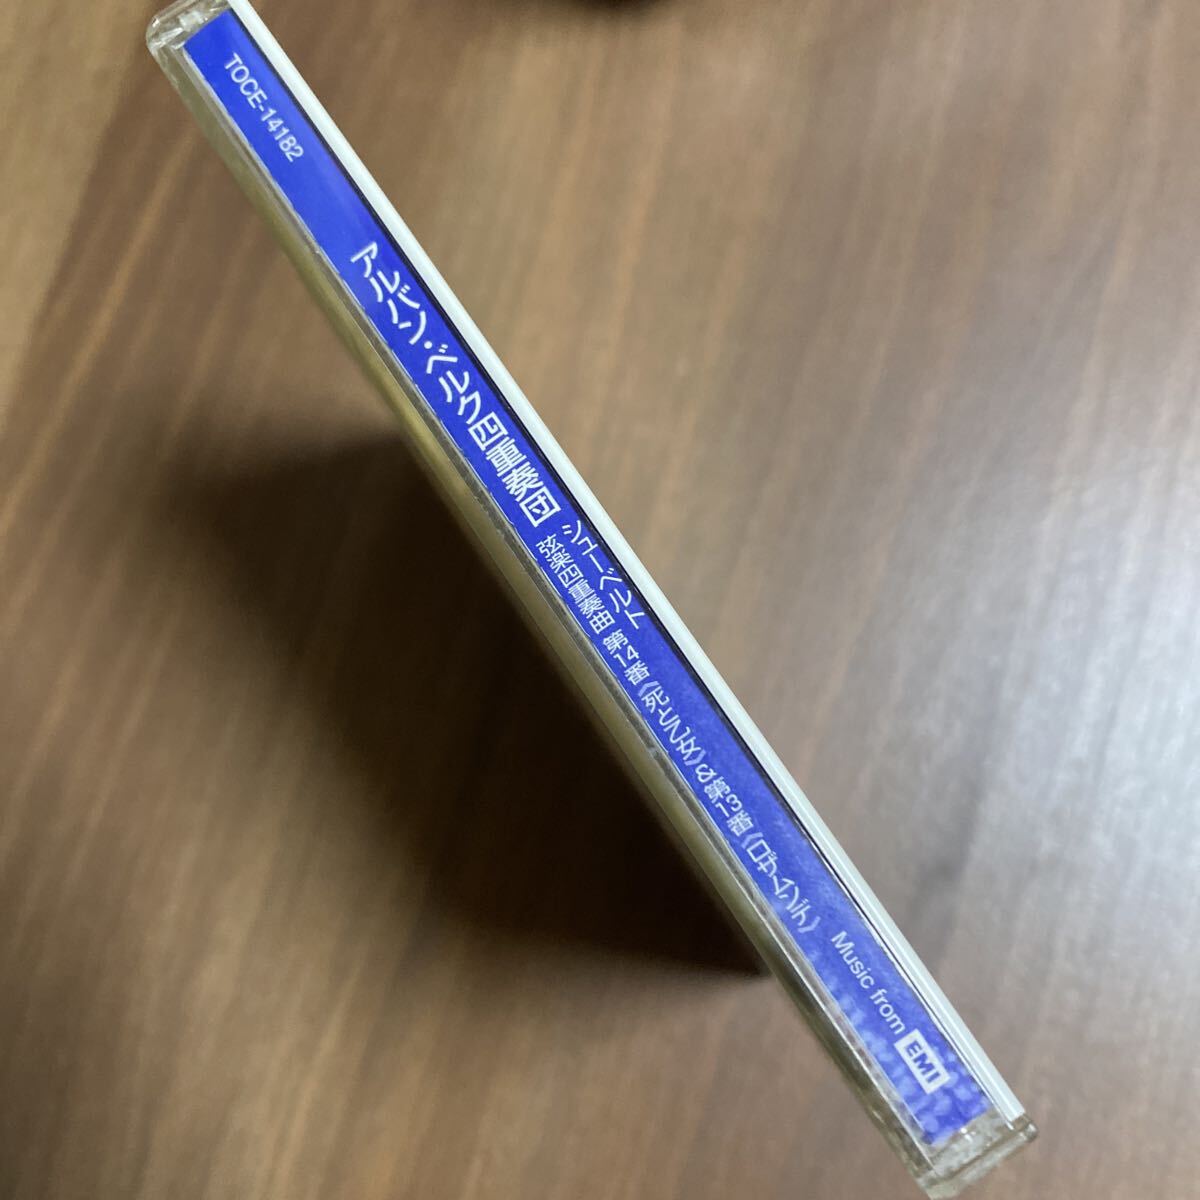 TOCE-14182
アルバン・ベルク四重奏団
シューベルト
弦楽四重奏曲 第14番《死と乙女》& 第13番《ロザムンデ》
Music from EMI